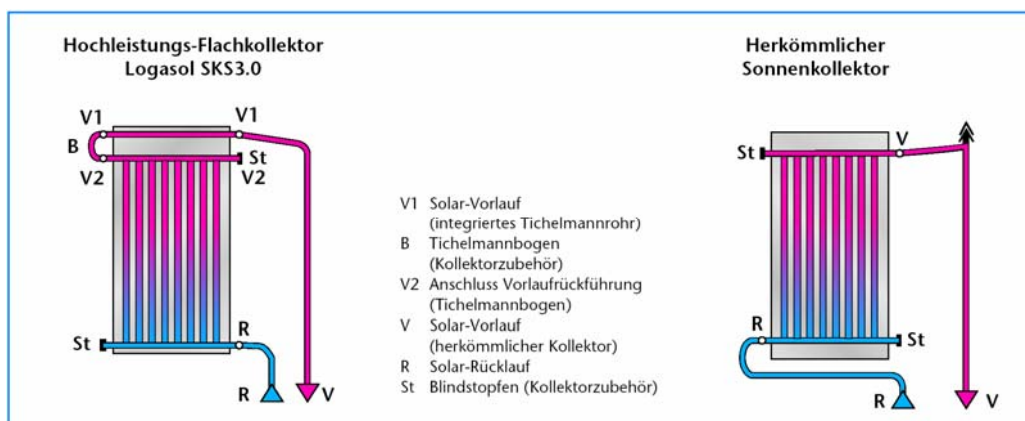 Hochleistungs-Flachkollektor
Logasol SKS3.0
V1
V1
B
St
V2
V2
St
R
R
V
V1 Solar-Vorlauf
(integriertes Tichelmannrohr)
B Tichelmannbogen
(Kollektorzubehör)
V2 Anschluss Vorlaufrückführung
(Tichelmannbogen)
V Solar-Vorlauf
(herkömmlicher Kollektor)
R Solar-Rücklauf
St Blindstopfen (Kollektorzubehör)
Herkömmlicher
Sonnenkollektor
V
St
R
St
R
V